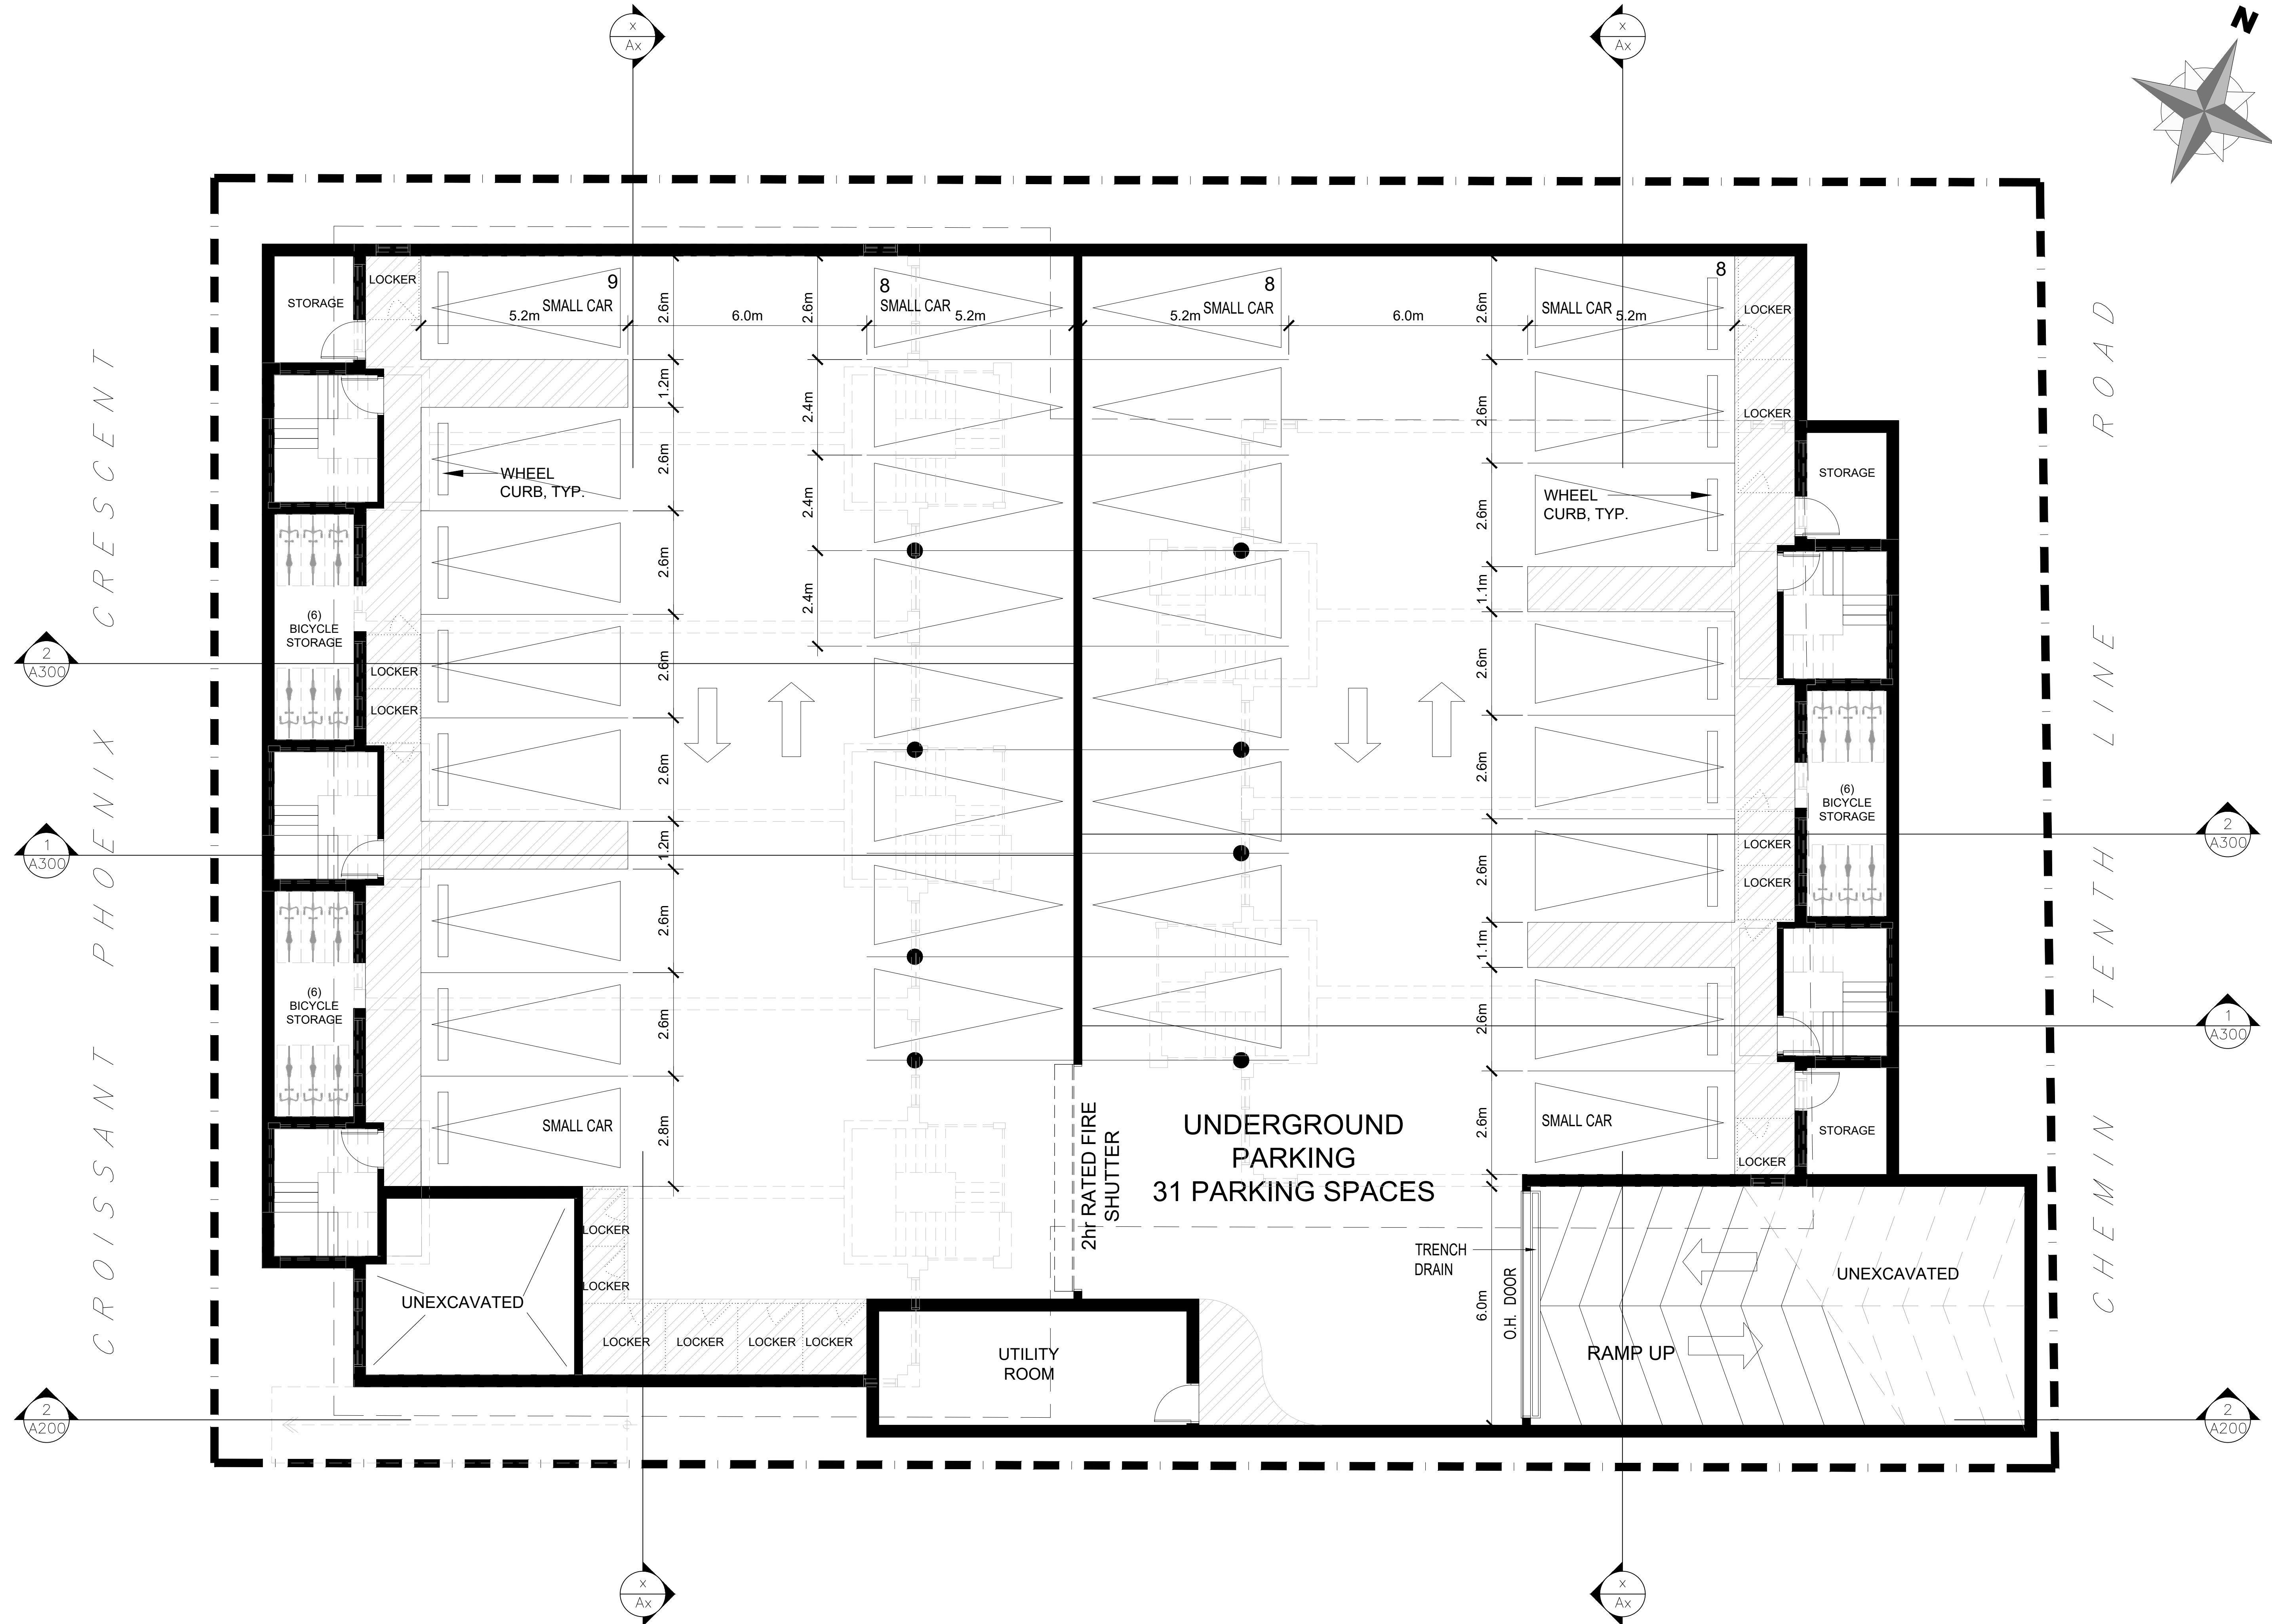 x
Ax
x
Ax
N
STORAGE
LOCKER
9
SMALL CAR
5.2m
2.6m
6.0m
2.6m
8
SMALL CAR
5.2m
8
SMALL CAR
5.2m
6.0m
2.6m
SMALL CAR
5.2m
8
LOCKER
1.2m
2.4m
2.6m
LOCKER
WHEEL
CURB, TYP.
2.6m
2.4m
2.6m
WHEEL
CURB, TYP.
STORAGE
2.6m
2.4m
1.1m
(6)
BICYCLE
STORAGE
LOCKER
LOCKER
2.6m
2.6m
2
A300
2.6m
2.6m
(6)
BICYCLE
STORAGE
2
A300
1
A300
1.2m
2.6m
LOCKER
LOCKER
2.6m
1.1m
(6)
BICYCLE
STORAGE
2.6m
2.6m
1
A300
SMALL CAR
2.8m
2hr RATED FIRE
SHUTTER
UNDERGROUND
PARKING
31 PARKING SPACES
2.6m
SMALL CAR
STORAGE
LOCKER
LOCKER
LOCKER
UNEXCAVATED
LOCKER
LOCKER
LOCKER
LOCKER
UTILITY
ROOM
TRENCH
DRAIN
6.0m
O.H. DOOR
RAMP UP
UNEXCAVATED
2
A200
2
A200
x
Ax
x
Ax
CROISSANT PHOENIX CRESCENT
CHEMIN TENTH LINE ROAD